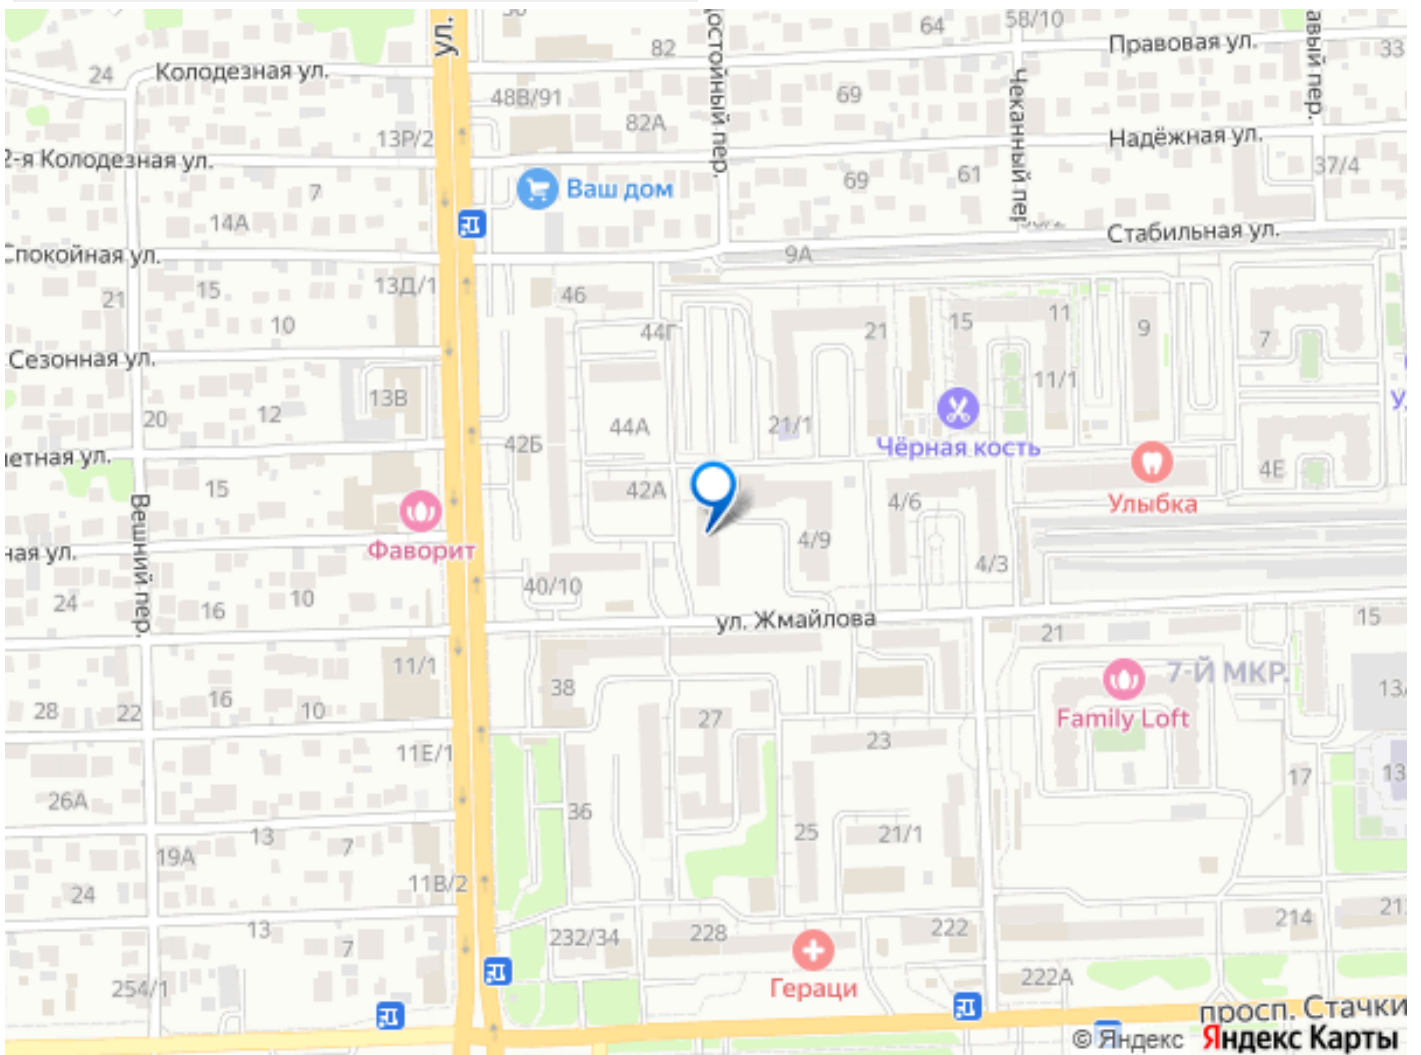 58/10
64
ул.
82
Достойный пер.
Правовая ул.
33
24
Колодезная ул.
48В/91
69
Чеканный пер
82А
13Р/2
Надёжная ул.
2-я Колодезная ул.
37/4
7
Ваш дом
69
61
14А
Стабильная ул.
Спокойная ул.
9А
21
15
13Д/1
46
10
44Г
21
15
11
9
7
Сезонная ул.
11/1
13В
20
12
44А
21/1
42Б
Чёрная кость
4Е
15
42А
4/6
Улыбка
Вешний пер.
Фаворит
4/9
4/3
24
16
10
40/10
ул. Жмайлова
21
15
11/1
38
7-Й МКР.
28
22
16
10
27
Family Loft
23
11Е/1
17
26А
36
13
7
25
21/1
19А
24
11В/2
13
7
232/34
228
222
214
254/1
Гераци
222А
просп. Стачки
© Яндекс
Яндекс Карты